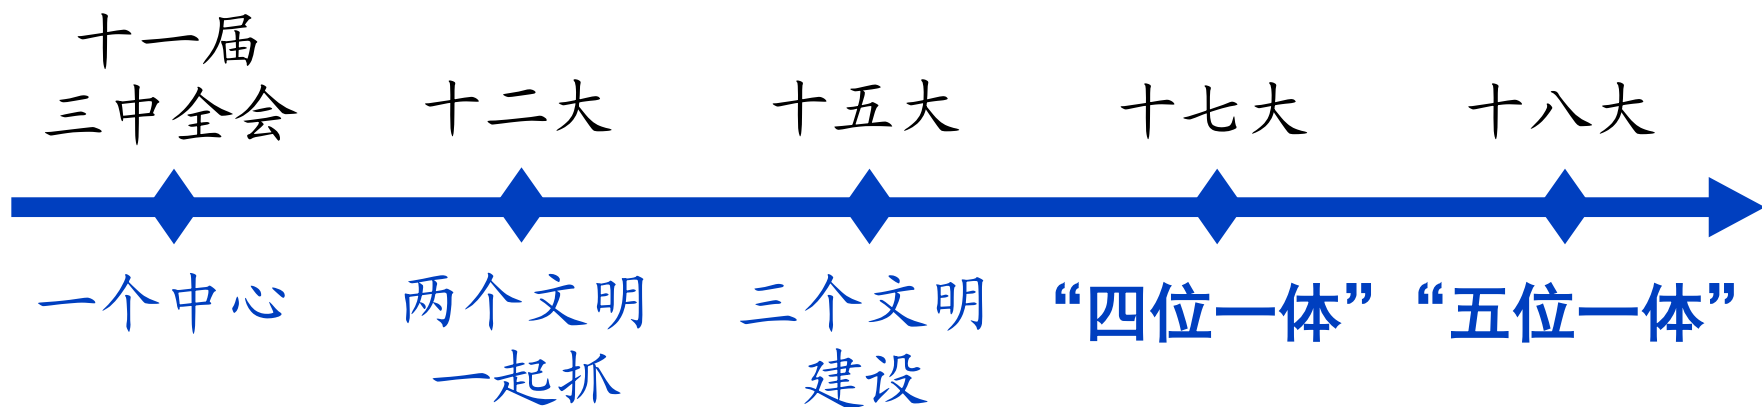 十一届
三中全会
十二大
十五大
十七大
十八大
一个中心
两个文明
一起抓
三个文明
建设
“四位一体”
“五位一体”